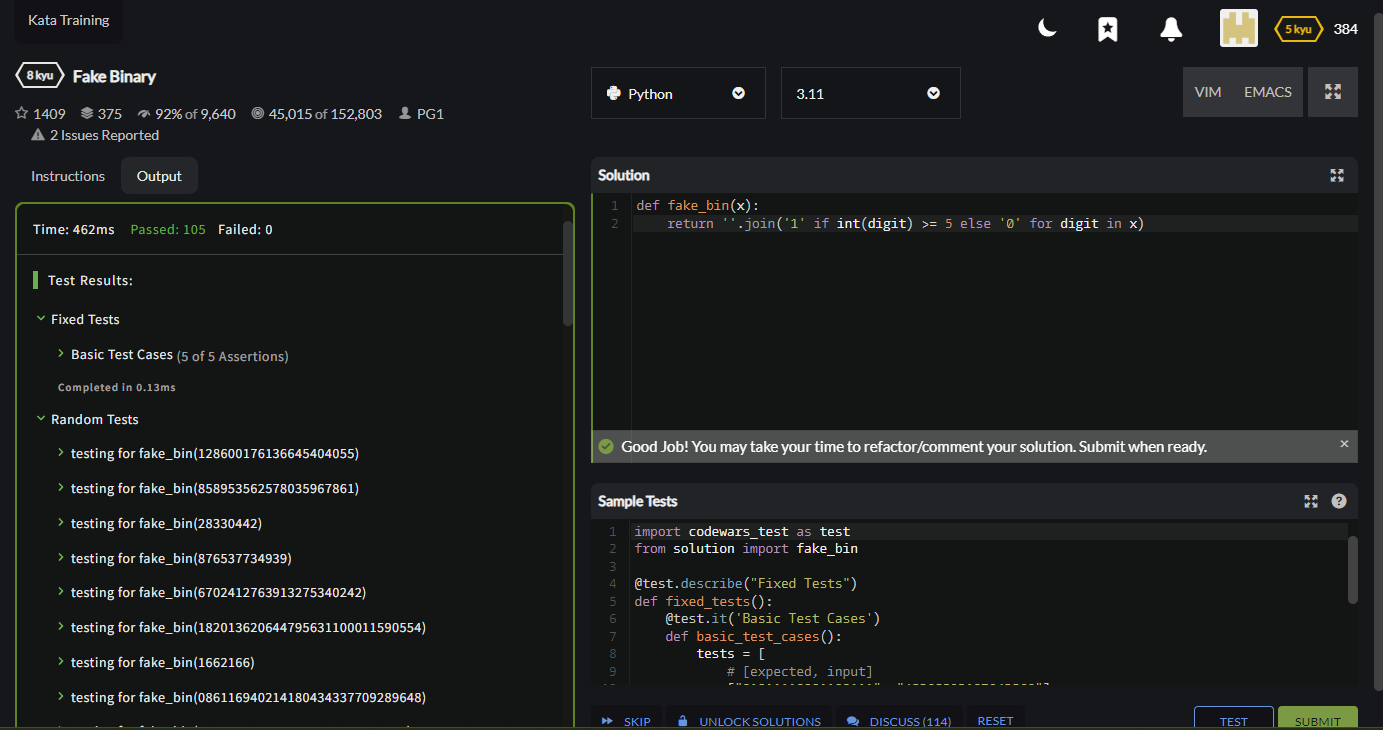 Kata Training
5 kyu 384
8 kyu Fake Binary
1409 375 92% of 9,640 45,015 of 152,803 PG1
2 Issues Reported
Instructions Output
Time: 462ms Passed: 105 Failed: 0
Test Results:
Fixed Tests
Basic Test Cases (5 of 5 Assertions)
Completed in 0.13ms
Random Tests
testing for fake_bin(128600176136645404055)
testing for fake_bin(858953562578035967861)
testing for fake_bin(28330442)
testing for fake_bin(876537734939)
testing for fake_bin(6702412763913275340242)
testing for fake_bin(182013620644795631100011590554)
testing for fake_bin(1662166)
testing for fake_bin(086116940214180434337709289648)
Python 3.11 VIM EMACS
Solution
1 def fake_bin(x):
2 return ''.join('1' if int(digit) >= 5 else '0' for digit in x)
Good Job! You may take your time to refactor/comment your solution. Submit when ready. ×
Sample Tests ?
1 import codewars_test as test
2 from solution import fake_bin
3
4 @test.describe("Fixed Tests")
5 def fixed_tests():
6 @test.it('Basic Test Cases')
7 def basic_test_cases():
8 tests = [
9 # [expected, input]
SKIP UNLOCK SOLUTIONS DISCUSS (114) RESET TEST SUBMIT